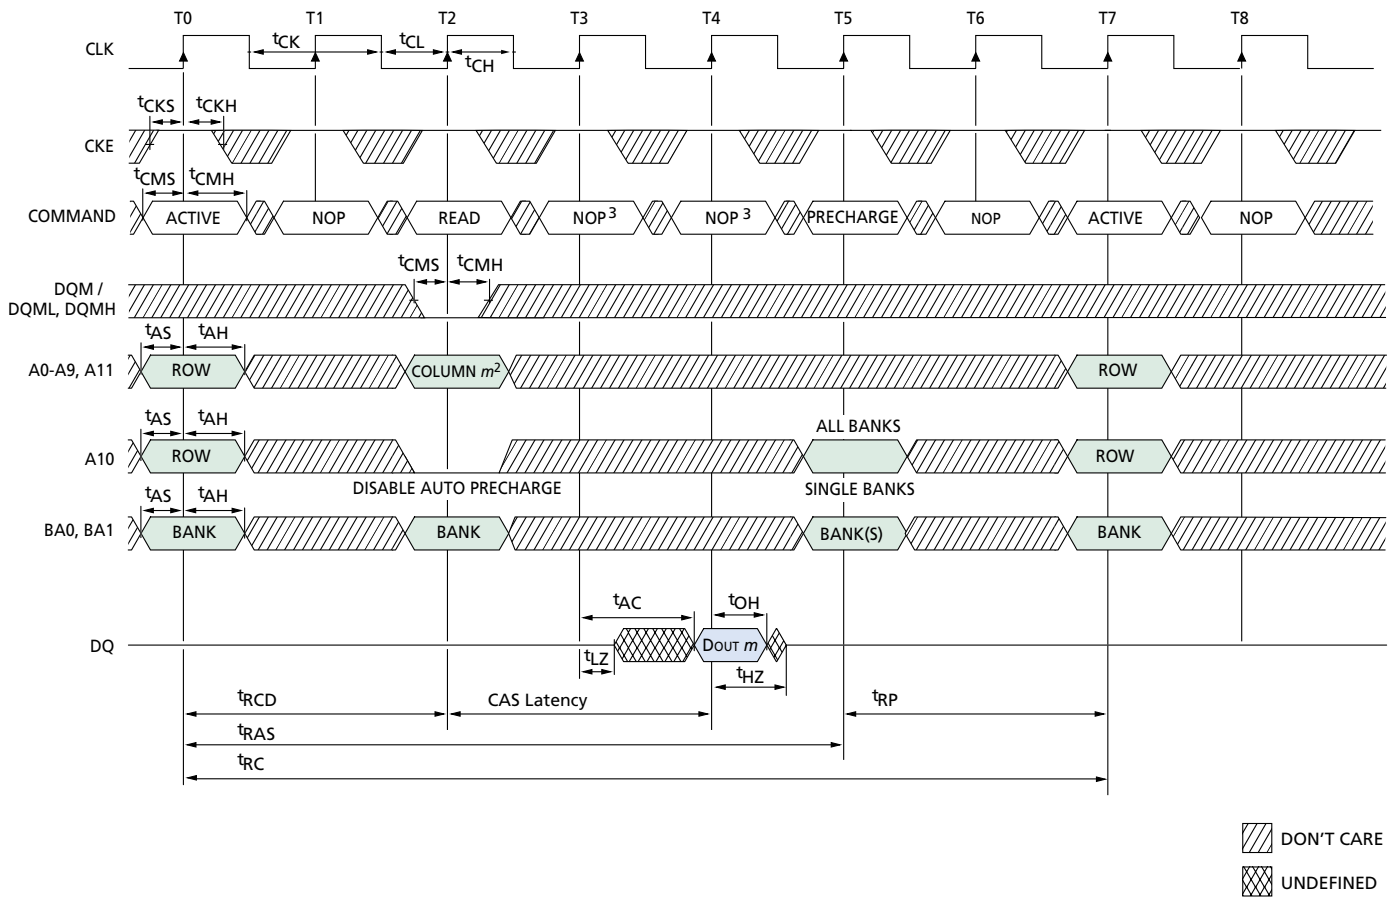 T0 T1 T2 T3 T4 T5 T6 T7 T8
CLK
tCK tCL tCH
tCKS tCKH
CKE
tCMS tCMH
COMMAND ACTIVE NOP READ NOP3 NOP3 PRECHARGE NOP ACTIVE NOP
tCMS tCMH
DQM /
DQML, DQMH
tAS tAH
A0-A9, A11 ROW COLUMN m2 ROW
tAS tAH
ALL BANKS
A10 ROW ROW
DISABLE AUTO PRECHARGE SINGLE BANKS
tAS tAH
BA0, BA1 BANK BANK BANK(S) BANK
tAC tOH
DQ DOUT m
tLZ tHZ
tRCD CAS Latency tRP
tRAS
tRC
DON'T CARE
UNDEFINED